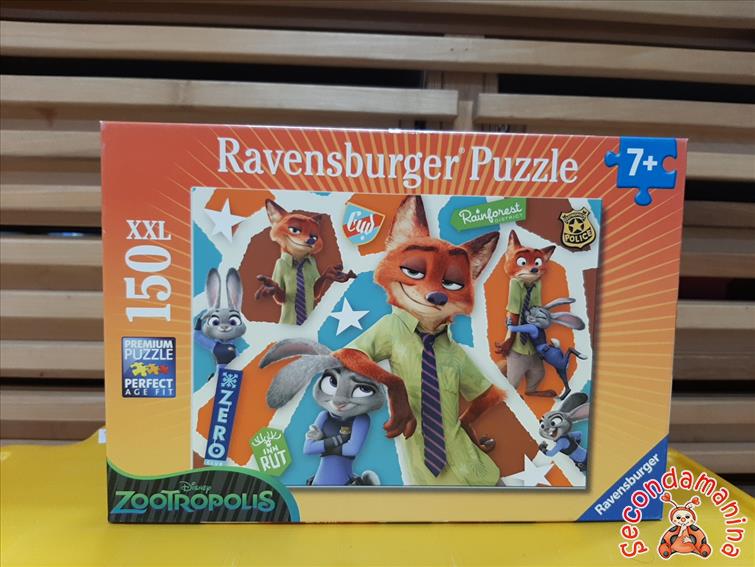 Ravensburger® Puzzle
7+
XXL
150
PREMIUM
PUZZLE
PERFECT
AGE FIT
Rainforest
DISTRICT
POLICE
ZERO
INN
RUT
Disney
ZOOTROPOLIS
Ravensburger
Secondamanina